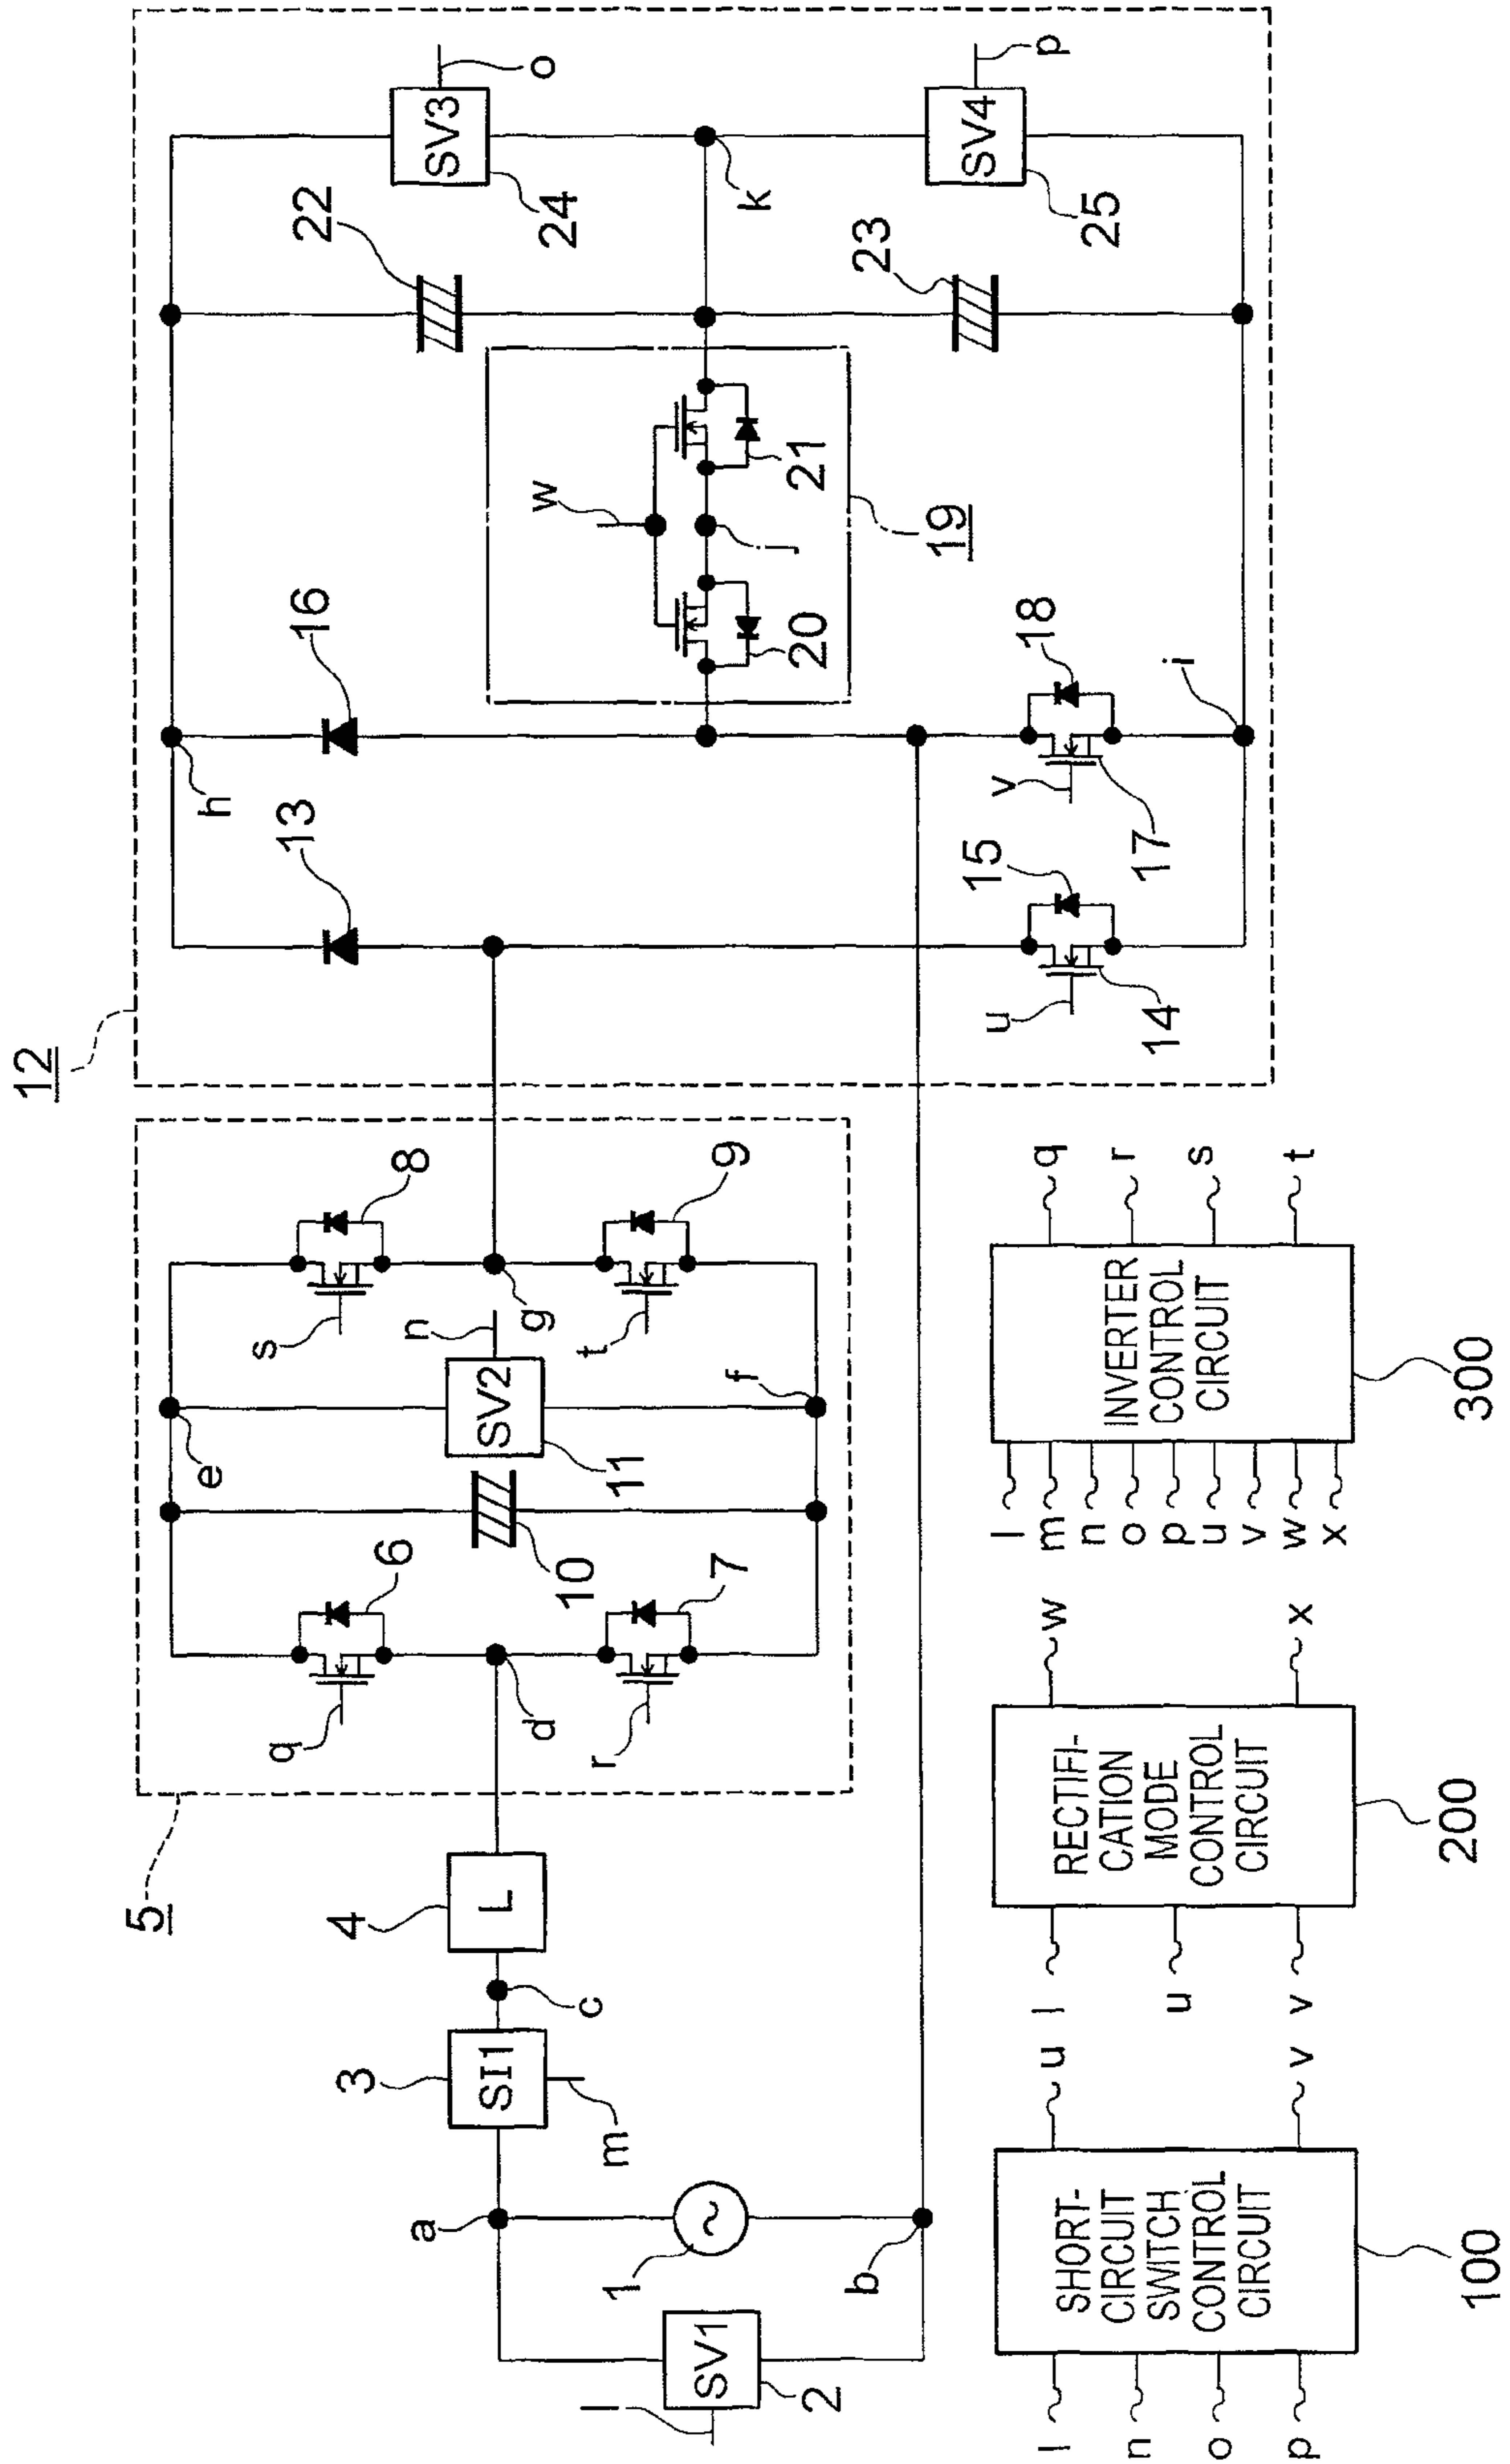 12
5
h
13
16
22
SV3
o
24
k
23
SV4
p
25
w
j
20
21
19
u
14
15
v
17
18
i
q
6
d
r
7
e
10
SV2
n
11
f
s
8
g
t
9
a
1
b
l
SV1
2
3
SI1
m
c
4
L
l
n
o
p
SHORT-
CIRCUIT
SWITCH
CONTROL
CIRCUIT
u
v
100
l
u
v
RECTIFI-
CATION
MODE
CONTROL
CIRCUIT
w
x
200
l
m
n
o
p
u
v
w
x
INVERTER
CONTROL
CIRCUIT
q
r
s
t
300